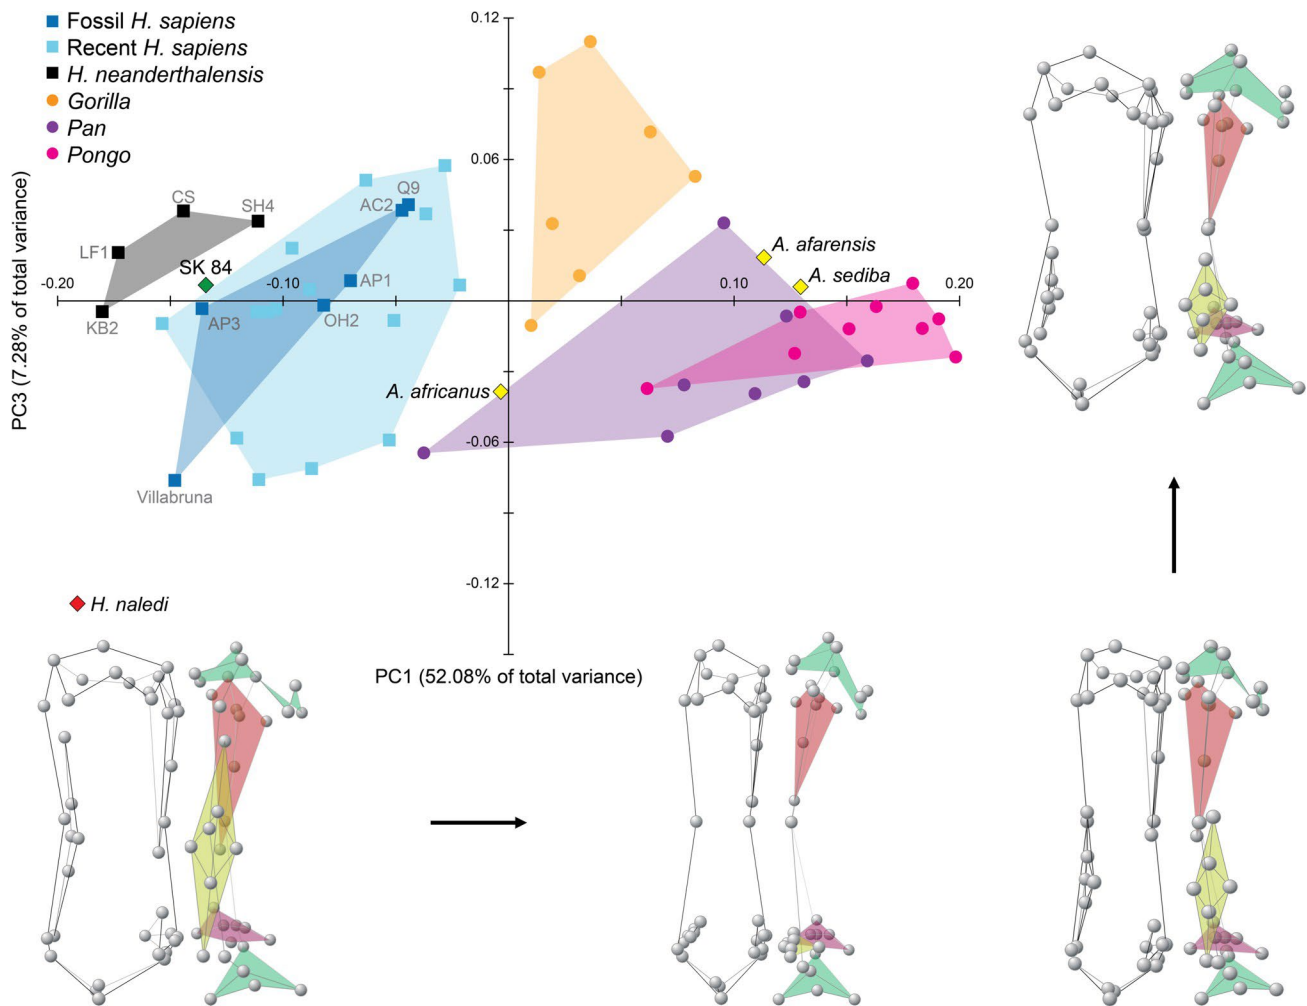 Fossil H. sapiens
Recent H. sapiens
H. neanderthalensis
Gorilla
Pan
Pongo
0.12
0.06
-0.06
-0.12
-0.20
-0.10
0.10
0.20
PC3 (7.28% of total variance)
PC1 (52.08% of total variance)
CS
SH4
LF1
KB2
SK 84
Q9
AC2
AP1
AP3
OH2
Villabruna
A. afarensis
A. sediba
A. africanus
H. naledi